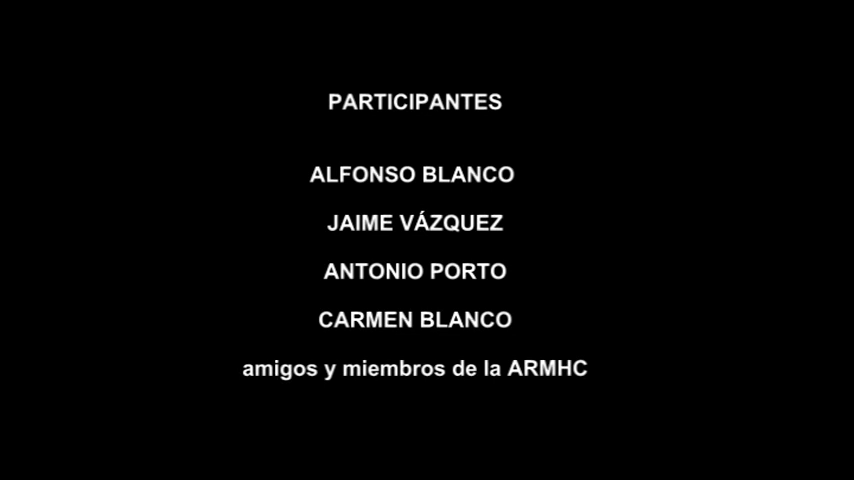 PARTICIPANTES
ALFONSO BLANCO
JAIME VÁZQUEZ
ANTONIO PORTO
CARMEN BLANCO
amigos y miembros de la ARMHC